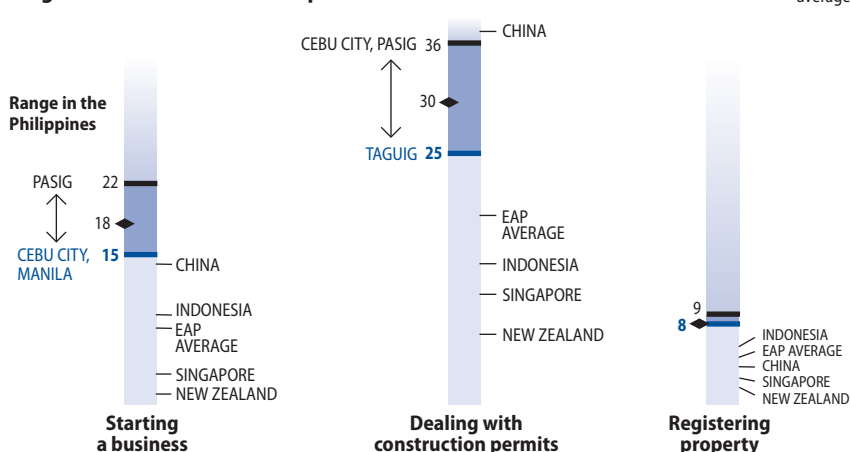 average
CHINA
CEBU CITY, PASIG 36
30
TAGUIG 25
EAP
AVERAGE
INDONESIA
SINGAPORE
NEW ZEALAND
Dealing with
construction permits
Range in the
Philippines
PASIG 22
18
CEBU CITY, 15
MANILA
CHINA
INDONESIA
EAP
AVERAGE
SINGAPORE
NEW ZEALAND
Starting
a business
9
8
INDONESIA
EAP AVERAGE
CHINA
SINGAPORE
NEW ZEALAND
Registering
property